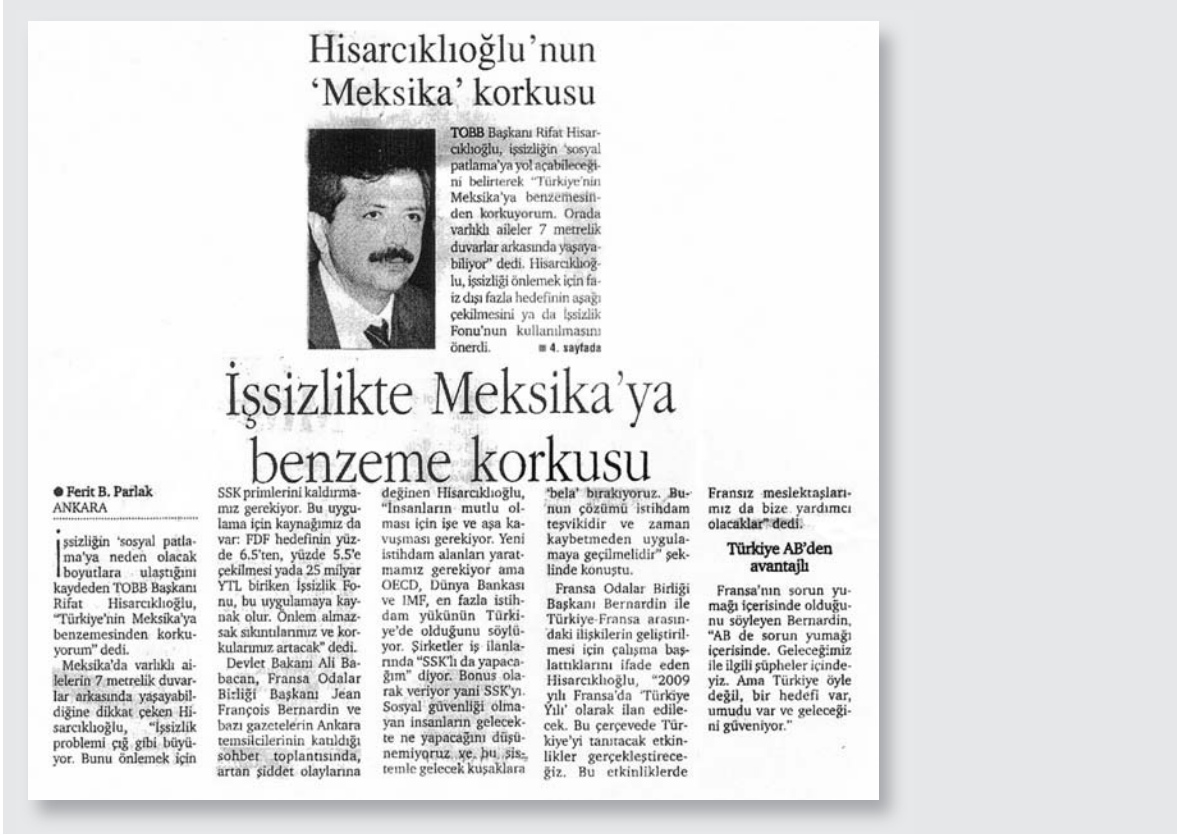 Hisarcıklıoğlu'nun
'Meksika' korkusu
TOBB Başkanı Rifat Hisar-
cıklıoğlu, işsizliğin 'sosyal
patlama'ya yol açabileceği-
ni belirterek "Türkiye'nin
Meksika'ya benzemesin-
den korkuyorum. Orada
varlıklı aileler 7 metrelik
duvarlar arkasında yaşaya-
biliyor" dedi. Hisarcıklıoğ-
lu, işsizliği önlemek için fa-
iz dışı fazla hedefinin aşağı
çekilmesini ya da İşsizlik
Fonu'nun kullanılmasını
önerdi. ■ 4. sayfada
İşsizlikte Meksika'ya
benzeme korkusu
● Ferit B. Parlak
ANKARA
işsizliğin 'sosyal patla-
ma'ya neden olacak
boyutlara ulaştığını
kaydeden TOBB Başkanı
Rifat Hisarcıklıoğlu,
"Türkiye'nin Meksika'ya
benzemesinden korku-
yorum" dedi.
Meksika'da varlıklı ai-
lelerin 7 metrelik duvar-
lar arkasında yaşayabil-
diğine dikkat çeken Hi-
sarcıklıoğlu, "İşsizlik
problemi çığ gibi büyü-
yor. Bunu önlemek için
SSK primlerini kaldırma-
mız gerekiyor. Bu uygu-
lama için kaynağımız da
var: FDF hedefinin yüz-
de 6.5'ten, yüzde 5.5'e
çekilmesi yada 25 milyar
YTL biriken İşsizlik Fo-
nu, bu uygulamaya kay-
nak olur. Önlem almaz-
sak sıkıntılarımız ve kor-
kularımız artacak" dedi.
Devlet Bakanı Ali Ba-
bacan, Fransa Odalar
Birliği Başkanı Jean
François Bernardin ve
bazı gazetelerin Ankara
temsilcilerinin katıldığı
sohbet toplantısında,
artan şiddet olaylarına
değinen Hisarcıklıoğlu,
"İnsanların mutlu ol-
ması için işe ve aşa ka-
vuşması gerekiyor. Yeni
istihdam alanları yarat-
mamız gerekiyor ama
OECD, Dünya Bankası
ve IMF, en fazla istih-
dam yükünün Türki-
ye'de olduğunu söylü-
yor. Şirketler iş ilanla-
rında "SSK'lı da yapaca-
ğım" diyor. Bonus ola-
rak veriyor yani SSK'yı.
Sosyal güvenliği olma-
yan insanların gelecek-
te ne yapacağını düşü-
nemiyoruz ve bu sis-
temle gelecek kuşaklara
'bela' bırakıyoruz. Bu-
nun çözümü istihdam
teşvikidir ve zaman
kaybetmeden uygula-
maya geçilmelidir" şek-
linde konuştu.
Fransa Odalar Birliği
Başkanı Bernardin ile
Türkiye-Fransa arasın-
daki ilişkilerin geliştiril-
mesi için çalışma baş-
lattıklarını ifade eden
Hisarcıklıoğlu, "2009
yılı Fransa'da 'Türkiye
Yılı' olarak ilan edile-
cek. Bu çerçevede Tür-
kiye'yi tanıtacak etkin-
likler gerçekleştirece-
ğiz. Bu etkinliklerde
Fransız meslektaşları-
mız da bize yardımcı
olacaklar" dedi.
Türkiye AB'den
avantajlı
Fransa'nın sorun yu-
mağı içerisinde olduğu-
nu söyleyen Bernardin,
"AB de sorun yumağı
içerisinde. Geleceğimiz
ile ilgili şüpheler içinde-
yiz. Ama Türkiye öyle
değil, bir hedefi var,
umudu var ve geleceği-
ni güveniyor."